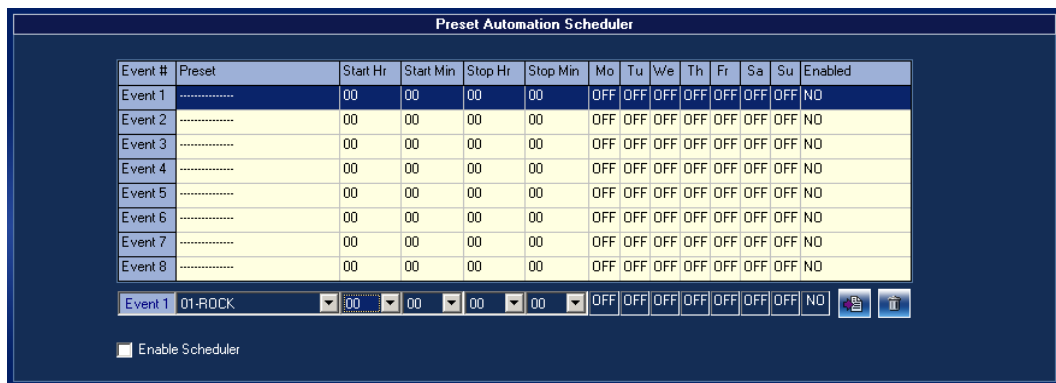 Preset Automation Scheduler
Event # Preset Start Hr Start Min Stop Hr Stop Min Mo Tu We Th Fr Sa Su Enabled
Event 1 -------------- 00 00 00 00 OFF OFF OFF OFF OFF OFF OFF NO
Event 2 -------------- 00 00 00 00 OFF OFF OFF OFF OFF OFF OFF NO
Event 3 -------------- 00 00 00 00 OFF OFF OFF OFF OFF OFF OFF NO
Event 4 -------------- 00 00 00 00 OFF OFF OFF OFF OFF OFF OFF NO
Event 5 -------------- 00 00 00 00 OFF OFF OFF OFF OFF OFF OFF NO
Event 6 -------------- 00 00 00 00 OFF OFF OFF OFF OFF OFF OFF NO
Event 7 -------------- 00 00 00 00 OFF OFF OFF OFF OFF OFF OFF NO
Event 8 -------------- 00 00 00 00 OFF OFF OFF OFF OFF OFF OFF NO
Event 1 01-ROCK 00 00 00 00 OFF OFF OFF OFF OFF OFF OFF NO
Enable Scheduler